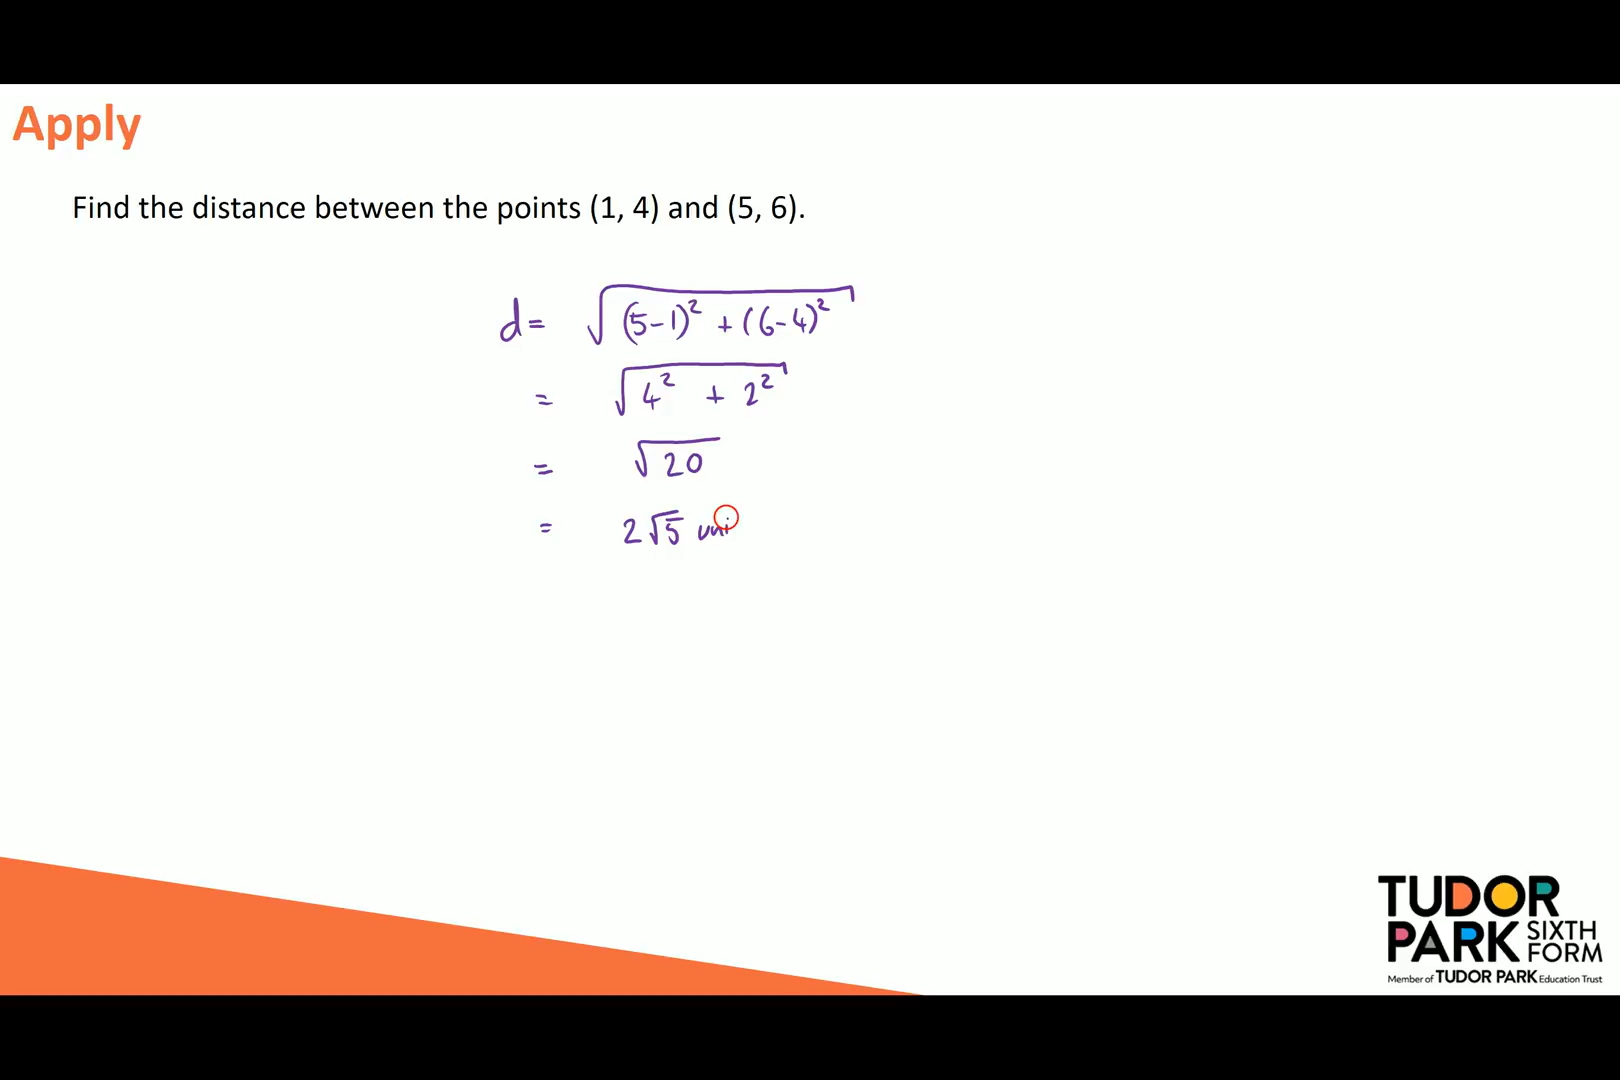 Apply
Find the distance between the points (1, 4) and (5, 6).
d = √((5-1)² + (6-4)²)
= √(4² + 2²)
= √20
= 2√5 uni
TUDOR
PARK SIXTH FORM
Member of TUDOR PARK Education Trust